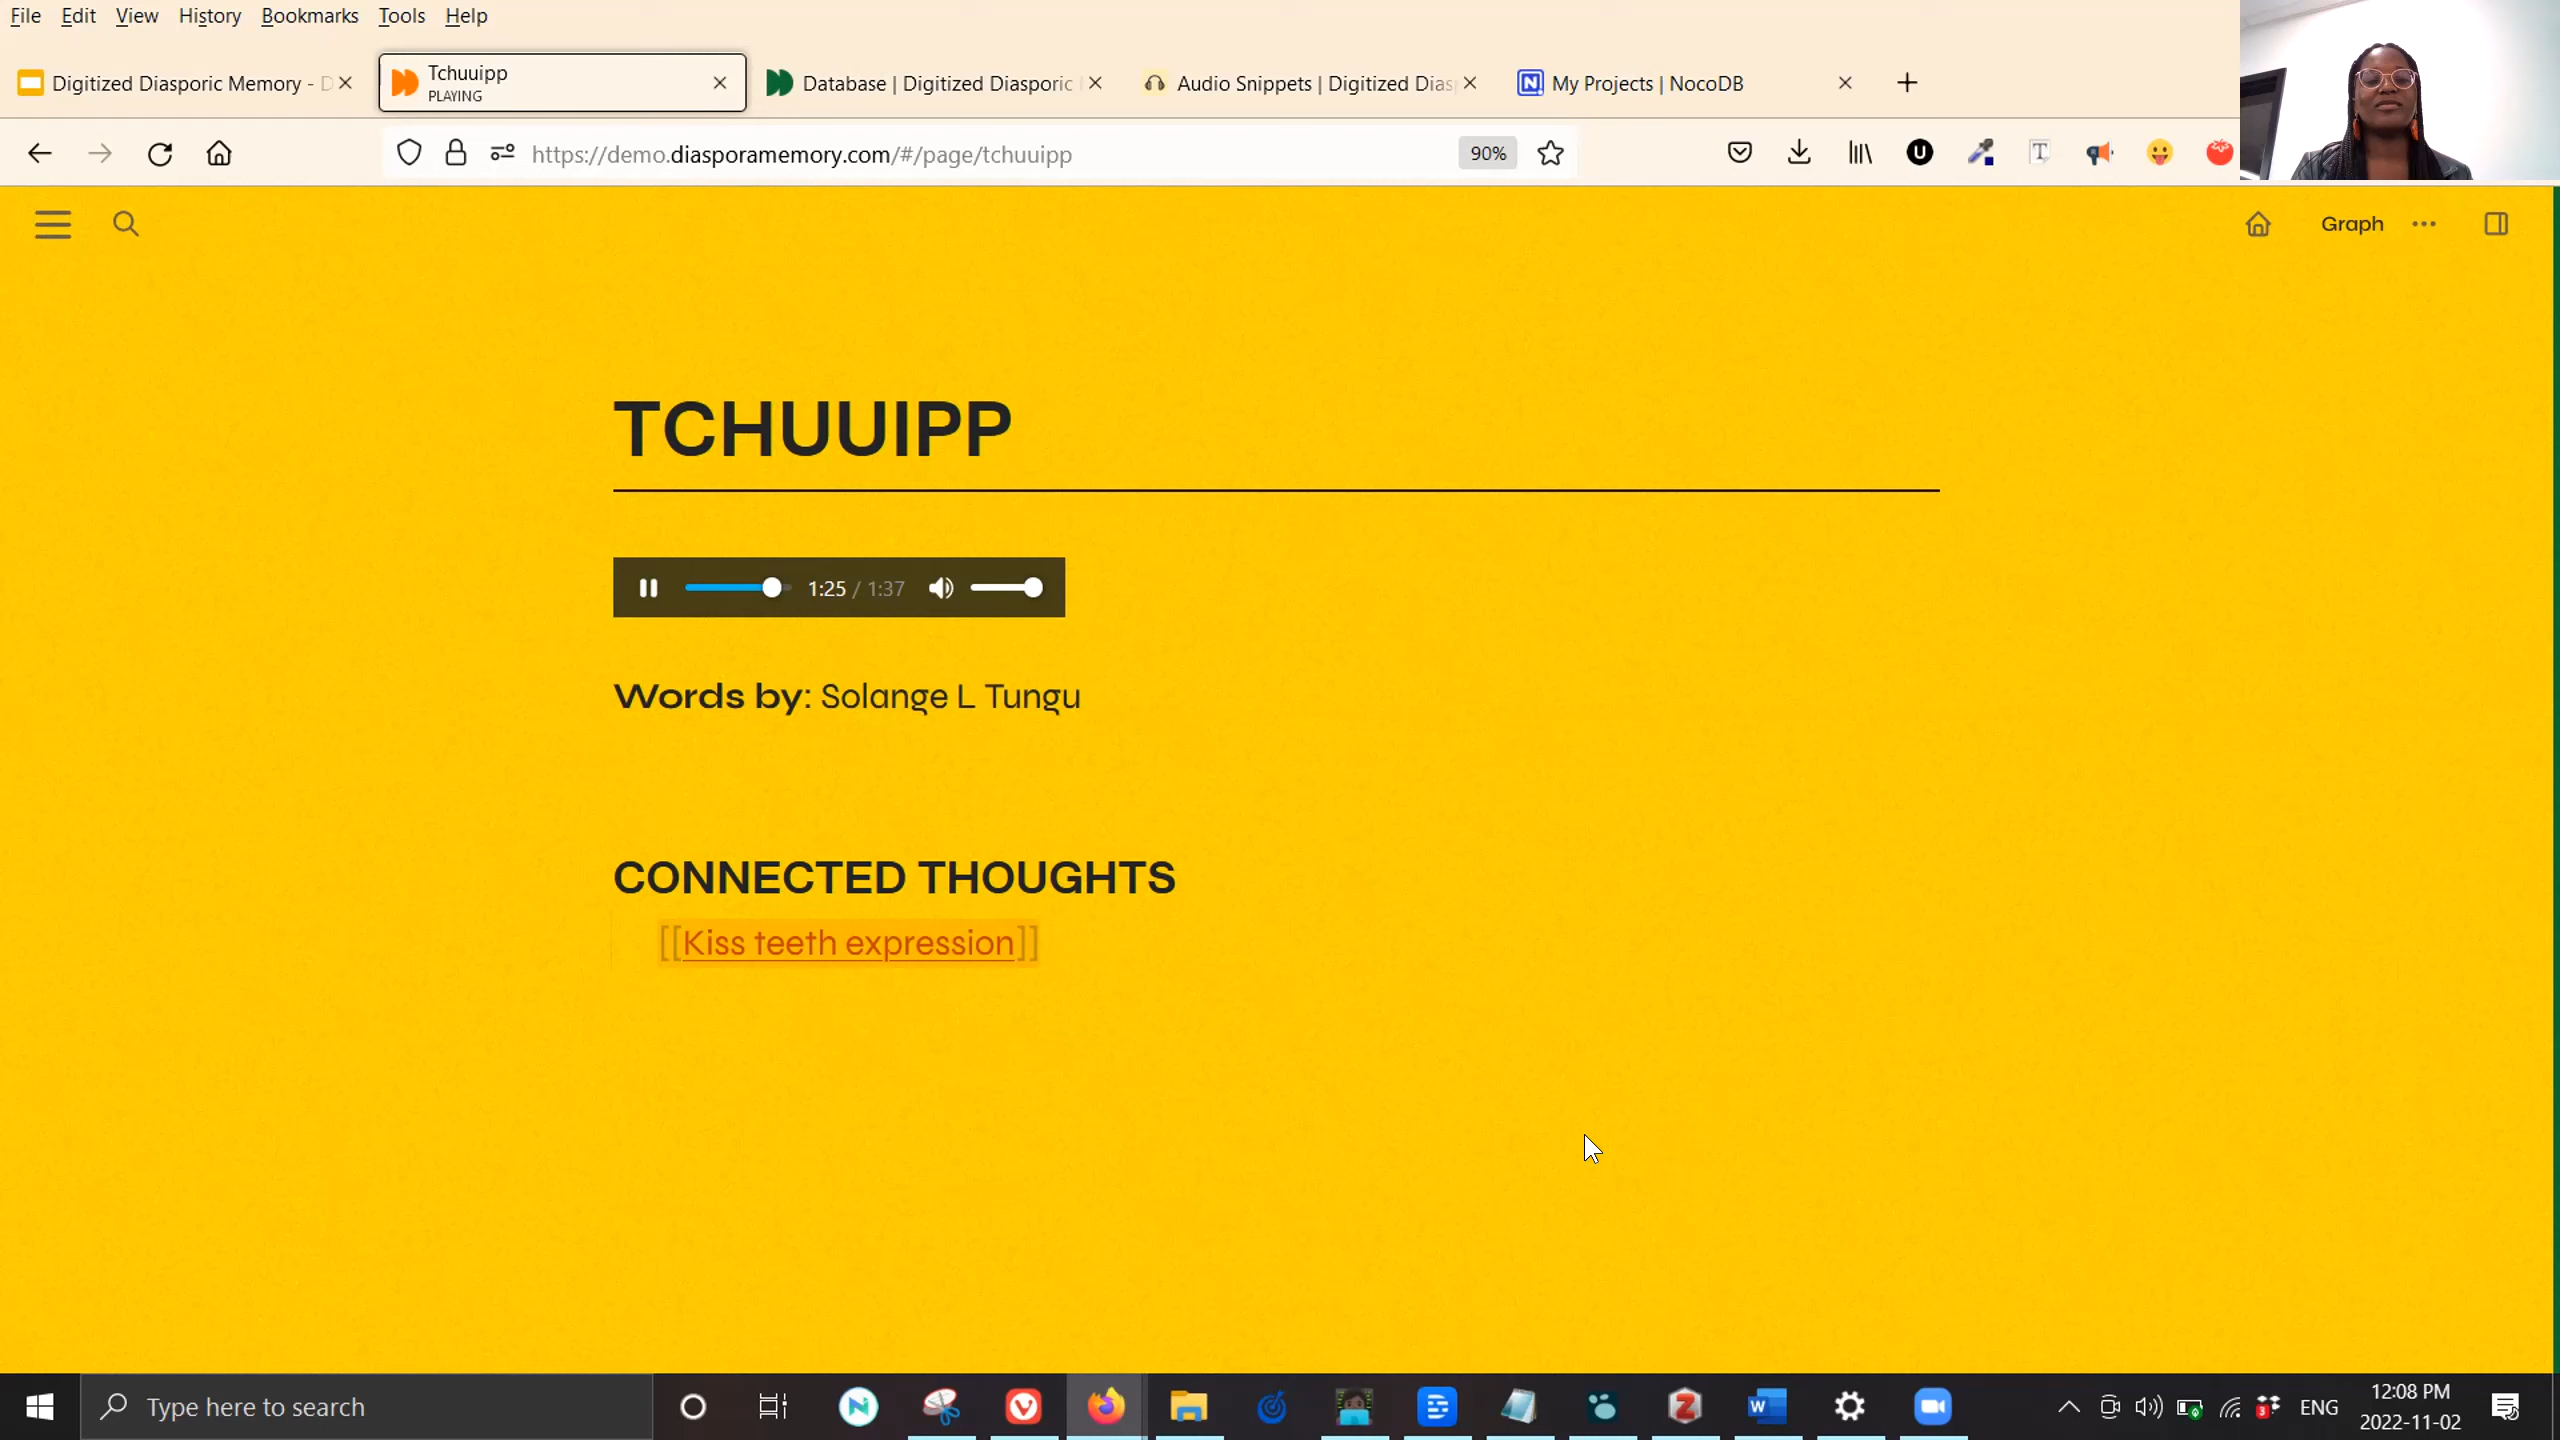 File Edit View History Bookmarks Tools Help
Digitized Diasporic Memory - D
Tchuuipp
PLAYING
Database | Digitized Diasporic
Audio Snippets | Digitized Dias
My Projects | NocoDB
https://demo.diasporamemory.com/#/page/tchuuipp
90%
Graph
TCHUUIPP
1:25 / 1:37
Words by: Solange L Tungu
CONNECTED THOUGHTS
[[Kiss teeth expression]]
Type here to search
ENG
12:08 PM
2022-11-02